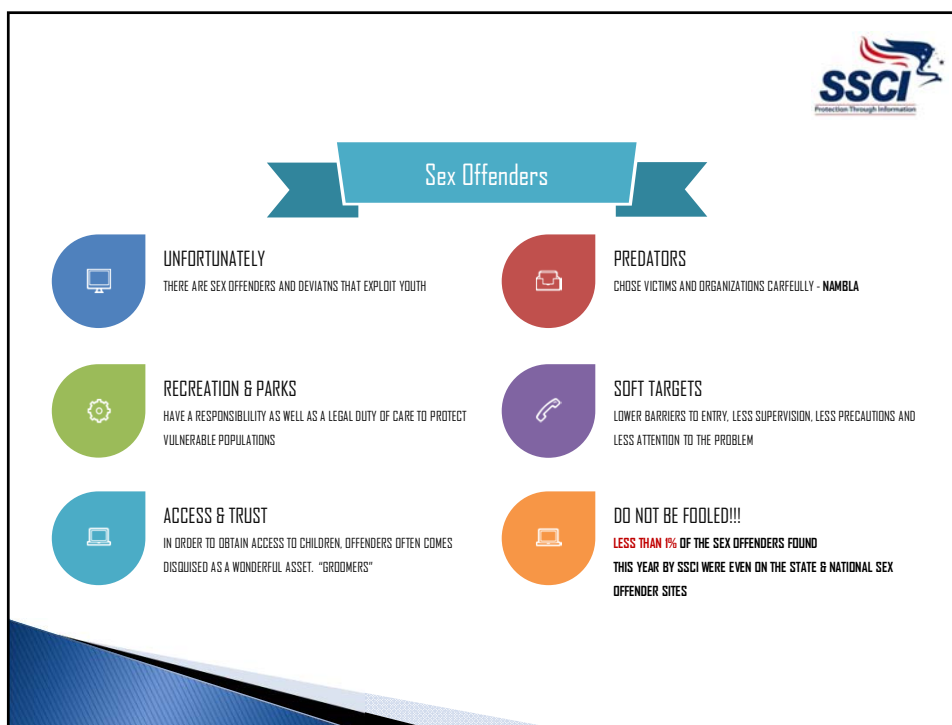 SSCI
Protection Through Information
Sex Offenders
UNFORTUNATELY
THERE ARE SEX OFFENDERS AND DEVIATNS THAT EXPLOIT YOUTH
PREDATORS
CHOSE VICTIMS AND ORGANIZATIONS CARFEULLY - NAMBLA
RECREATION & PARKS
HAVE A RESPONSIBLILITY AS WELL AS A LEGAL DUTY OF CARE TO PROTECT
VULNERABLE POPULATIONS
SOFT TARGETS
LOWER BARRIERS TO ENTRY, LESS SUPERVISION, LESS PRECAUTIONS AND
LESS ATTENTION TO THE PROBLEM
ACCESS & TRUST
IN ORDER TO OBTAIN ACCESS TO CHILDREN, OFFENDERS OFTEN COMES
DISQUISED AS A WONDERFUL ASSET. "GROOMERS"
DO NOT BE FOOLED!!!
LESS THAN 1% OF THE SEX OFFENDERS FOUND
THIS YEAR BY SSCI WERE EVEN ON THE STATE & NATIONAL SEX
OFFENDER SITES